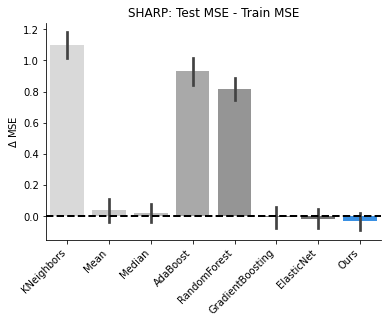 SHARP: Test MSE - Train MSE
Δ MSE
1.2
1.0
0.8
0.6
0.4
0.2
0.0
KNeighbors
Mean
Median
AdaBoost
RandomForest
GradientBoosting
ElasticNet
Ours